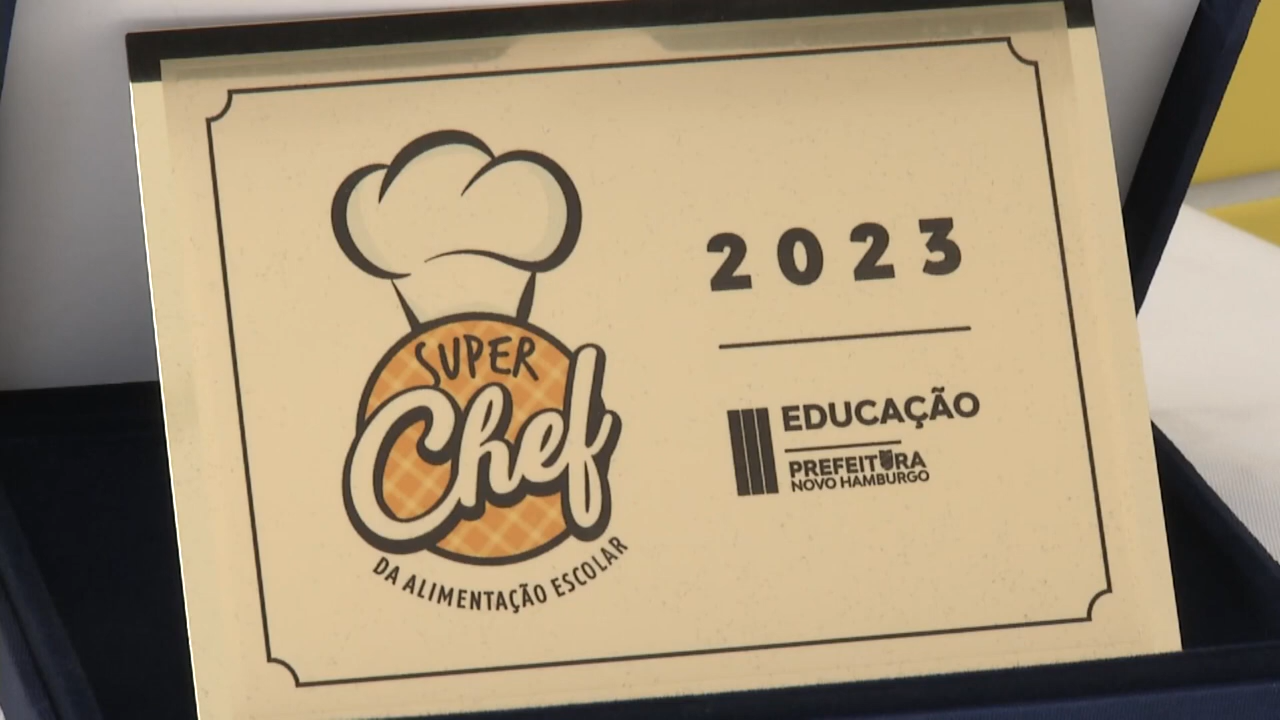 SUPER
Chef
DA ALIMENTAÇÃO ESCOLAR
2023
EDUCAÇÃO
PREFEITURA
NOVO HAMBURGO